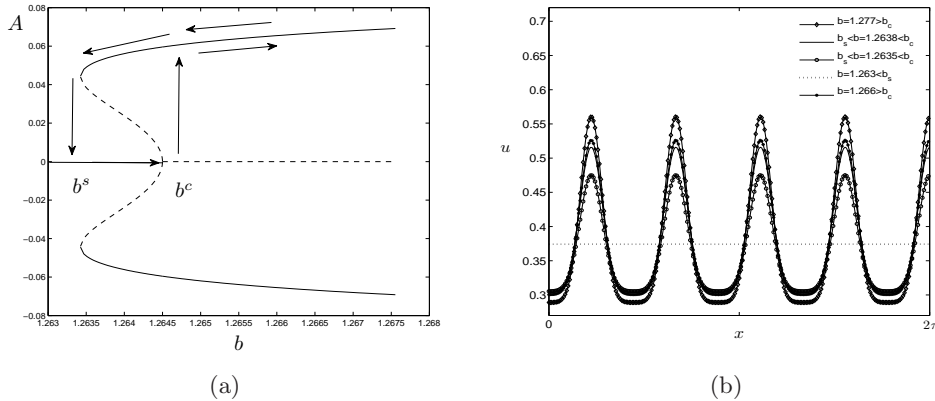 A
0.08
0.06
0.04
0.02
0
−0.02
−0.04
−0.06
−0.08
b^s
b^c
1.263 1.2635 1.264 1.2645 1.265 1.2655 1.266 1.2665 1.267 1.2675 1.268
b
(a)
u
0.7
0.65
0.6
0.55
0.5
0.45
0.4
0.35
0.3
b=1.277>b_c
b_s<b=1.2638<b_c
b_s<b=1.2635<b_c
b=1.263<b_s
b=1.266>b_c
0
x
(b)